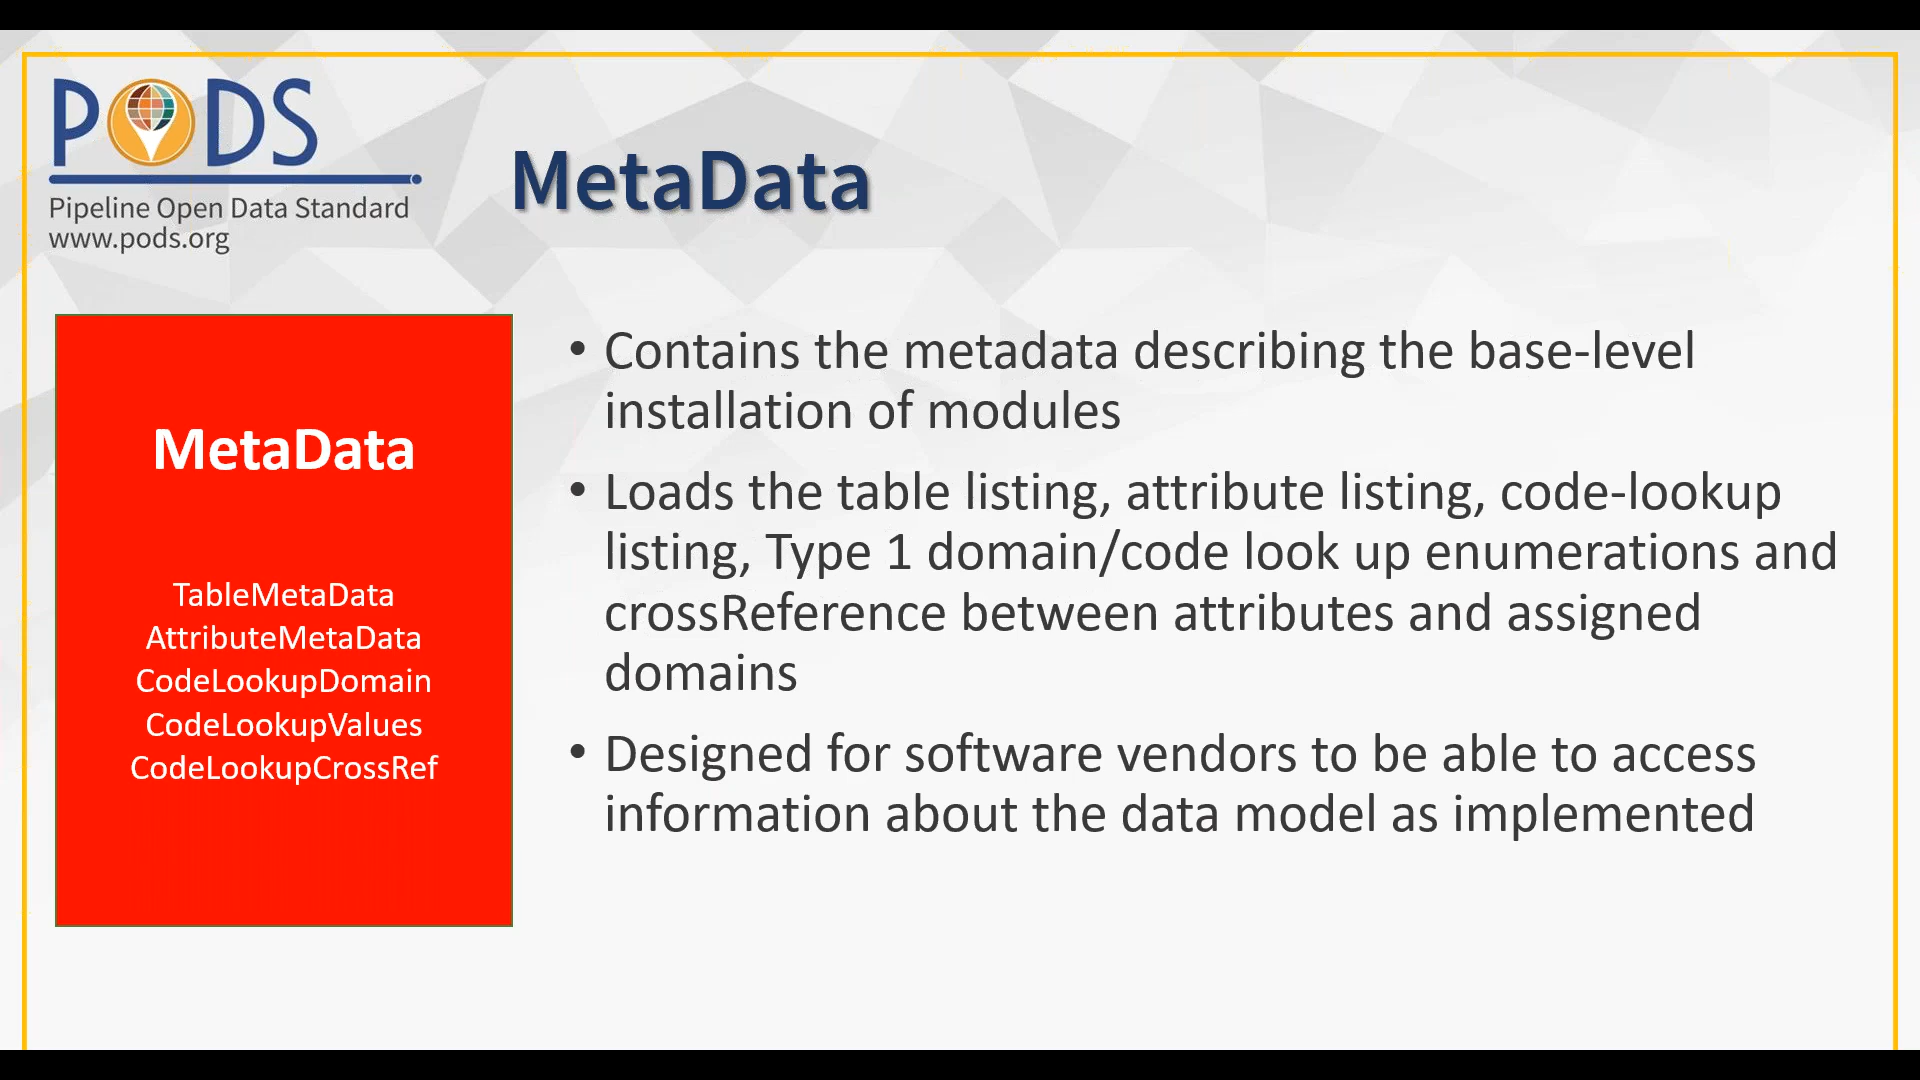 PODS
Pipeline Open Data Standard
www.pods.org
MetaData
MetaData
TableMetaData
AttributeMetaData
CodeLookupDomain
CodeLookupValues
CodeLookupCrossRef
• Contains the metadata describing the base-level
installation of modules
• Loads the table listing, attribute listing, code-lookup
listing, Type 1 domain/code look up enumerations and
crossReference between attributes and assigned
domains
• Designed for software vendors to be able to access
information about the data model as implemented